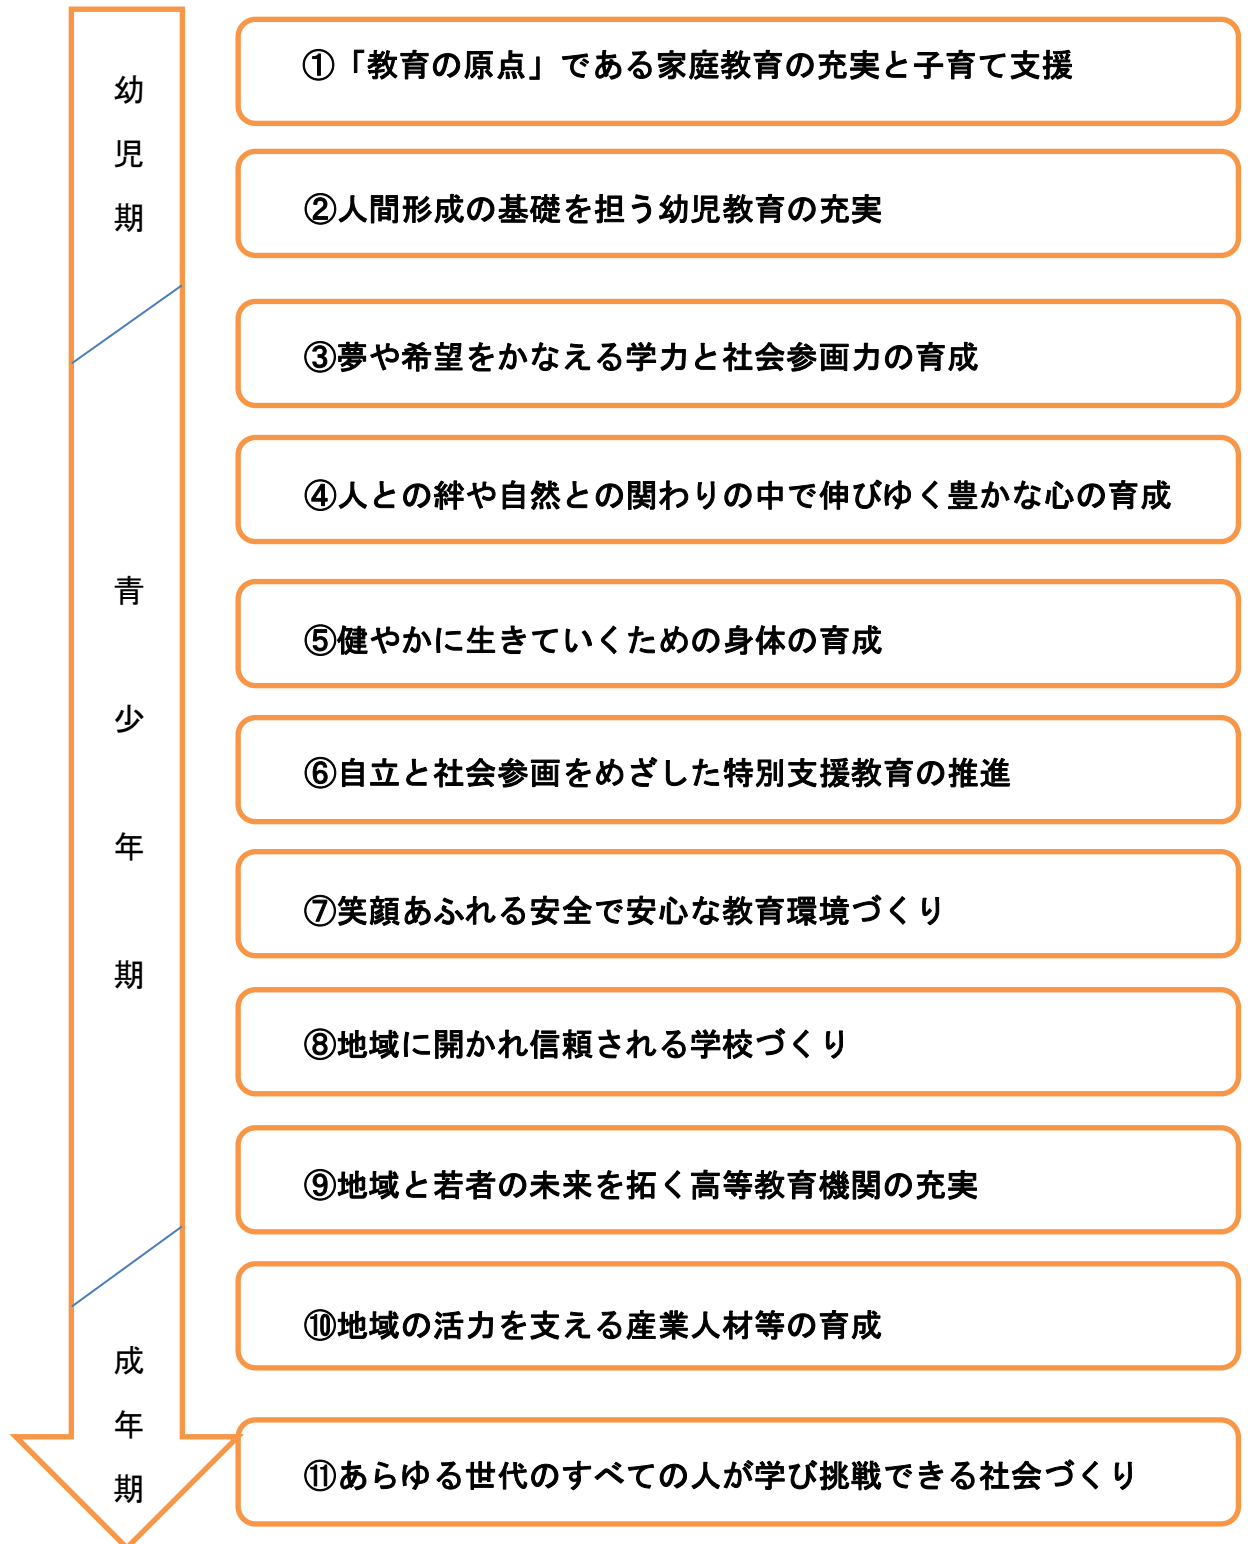 幼児期
①「教育の原点」である家庭教育の充実と子育て支援
②人間形成の基礎を担う幼児教育の充実
青少年期
③夢や希望をかなえる学力と社会参画力の育成
④人との絆や自然との関わりの中で伸びゆく豊かな心の育成
⑤健やかに生きていくための身体の育成
⑥自立と社会参画をめざした特別支援教育の推進
⑦笑顔あふれる安全で安心な教育環境づくり
⑧地域に開かれ信頼される学校づくり
⑨地域と若者の未来を拓く高等教育機関の充実
成年期
⑩地域の活力を支える産業人材等の育成
⑪あらゆる世代のすべての人が学び挑戦できる社会づくり